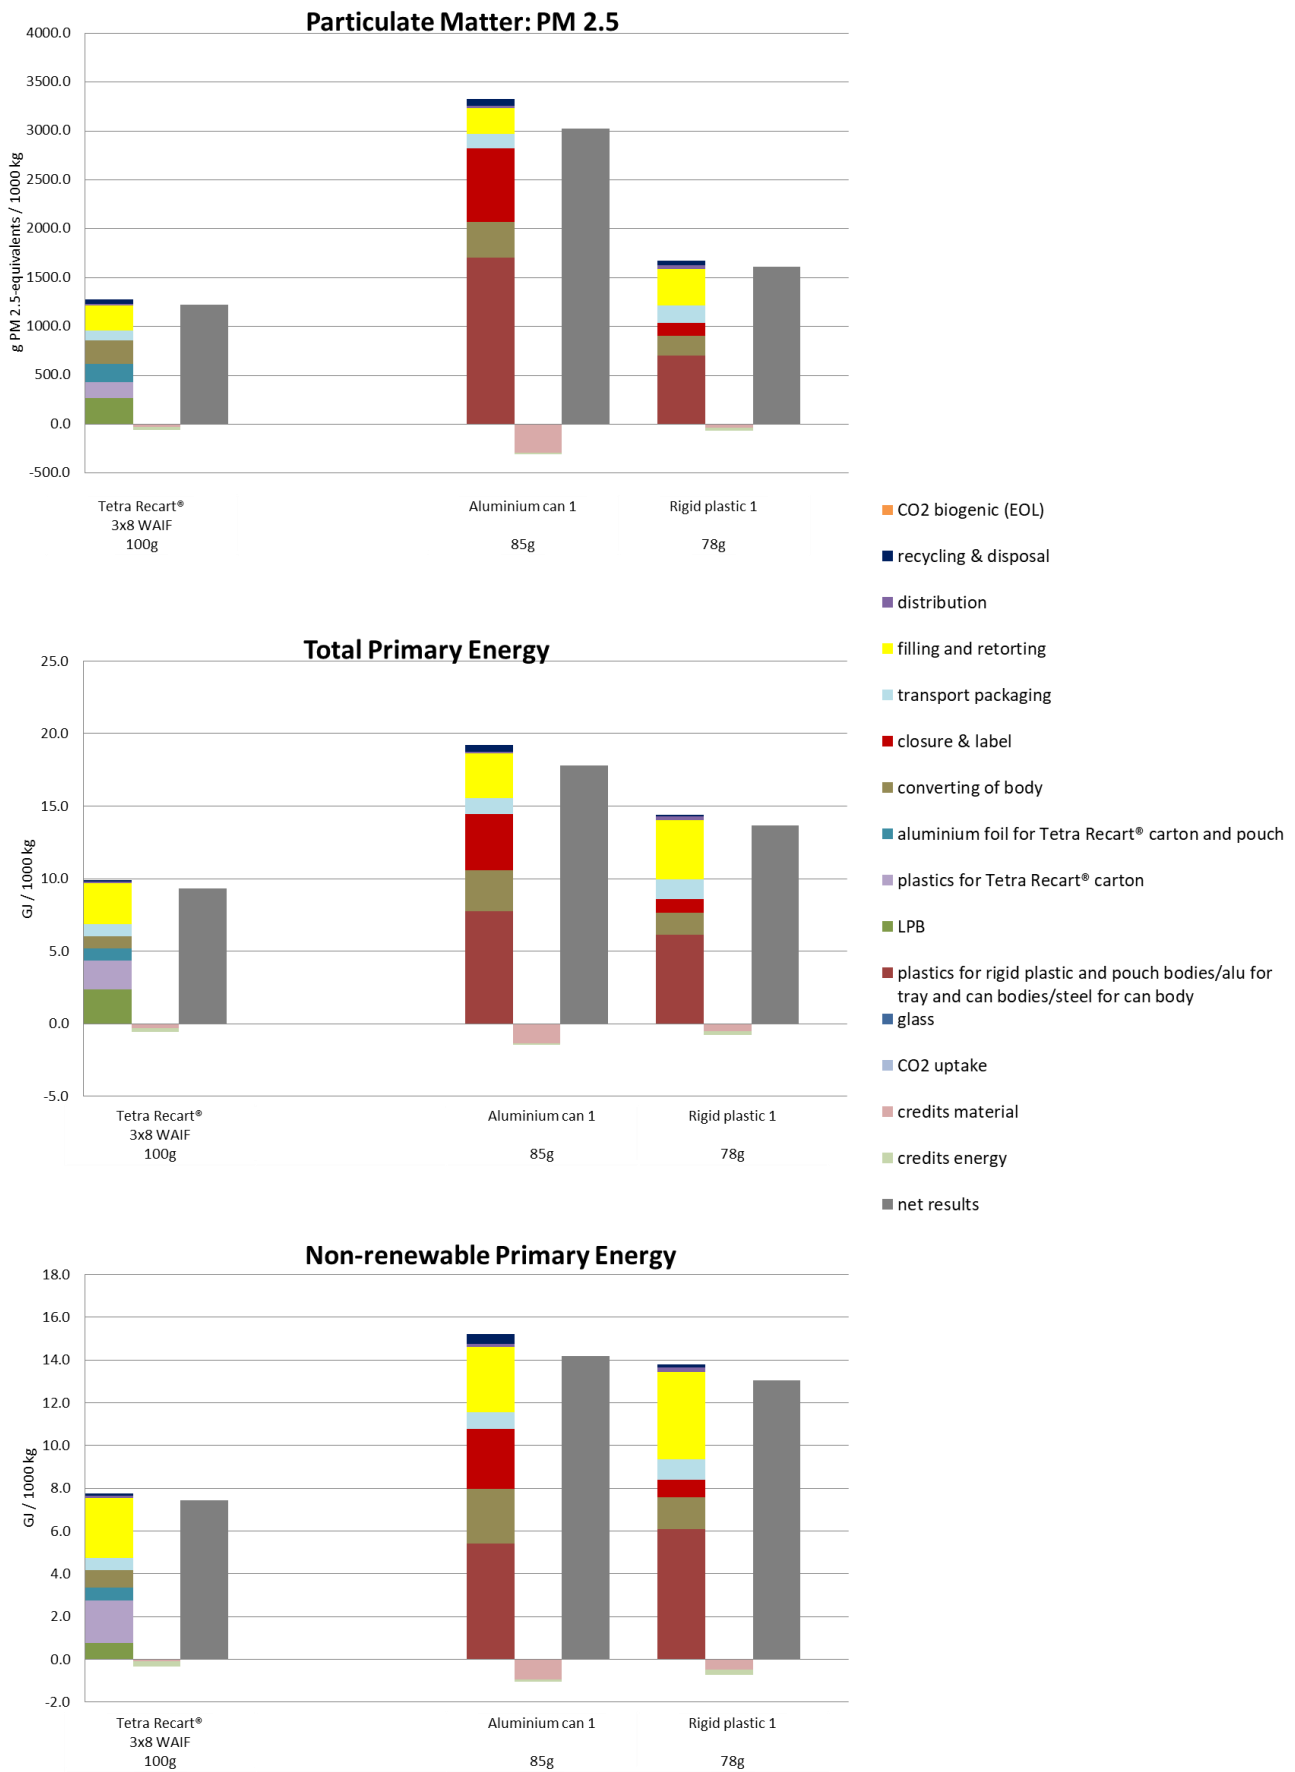 Particulate Matter: PM 2.5
4000.0
3500.0
3000.0
2500.0
2000.0
1500.0
1000.0
500.0
0.0
-500.0
g PM 2.5-equivalents / 1000 kg
Tetra Recart®
3x8 WAIF
100g
Aluminium can 1
85g
Rigid plastic 1
78g
Total Primary Energy
25.0
20.0
15.0
10.0
5.0
0.0
-5.0
GJ / 1000 kg
Tetra Recart®
3x8 WAIF
100g
Aluminium can 1
85g
Rigid plastic 1
78g
Non-renewable Primary Energy
18.0
16.0
14.0
12.0
10.0
8.0
6.0
4.0
2.0
0.0
-2.0
GJ / 1000 kg
Tetra Recart®
3x8 WAIF
100g
Aluminium can 1
85g
Rigid plastic 1
78g
CO2 biogenic (EOL)
recycling & disposal
distribution
filling and retorting
transport packaging
closure & label
converting of body
aluminium foil for Tetra Recart® carton and pouch
plastics for Tetra Recart® carton
LPB
plastics for rigid plastic and pouch bodies/alu for
tray and can bodies/steel for can body
glass
CO2 uptake
credits material
credits energy
net results